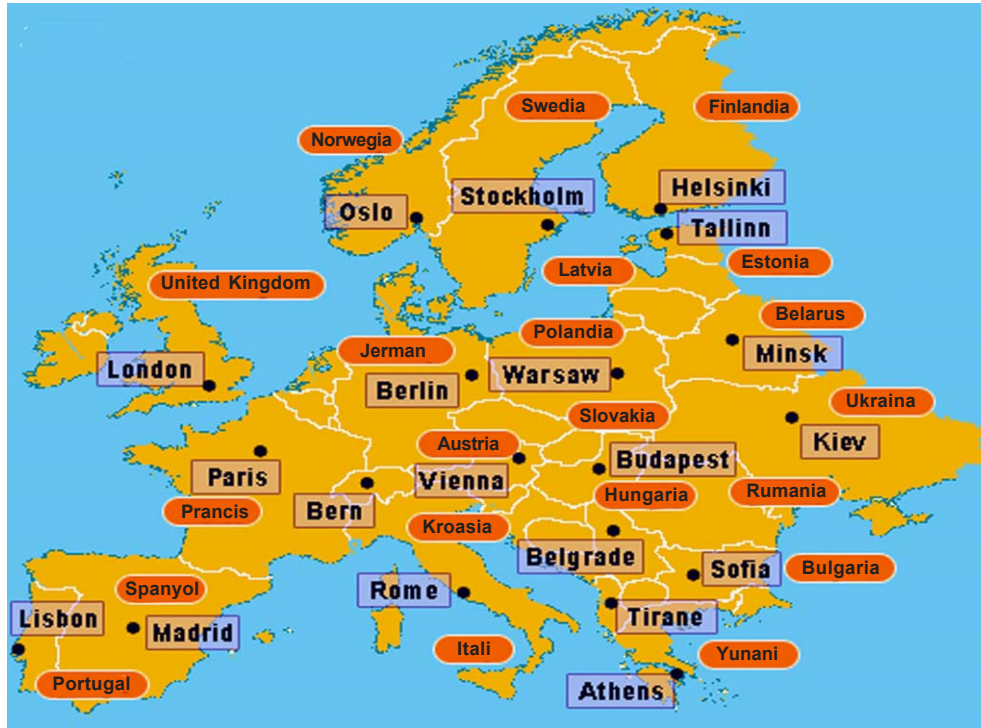 Swedia
Finlandia
Norwegia
Stockholm
Helsinki
Oslo
Tallinn
Estonia
Latvia
United Kingdom
Belarus
Polandia
Jerman
Minsk
London
Berlin
Warsaw
Ukraina
Slovakia
Austria
Kiev
Budapest
Paris
Vienna
Rumania
Hungaria
Bern
Prancis
Kroasia
Belgrade
Sofia
Bulgaria
Spanyol
Rome
Lisbon
Tirane
Madrid
Itali
Yunani
Portugal
Athens